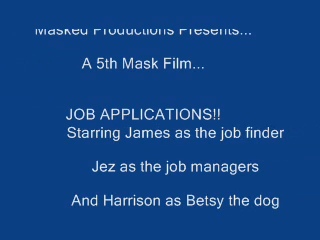 Masked Productions Presents...
A 5th Mask Film...
JOB APPLICATIONS!!
Starring James as the job finder
Jez as the job managers
And Harrison as Betsy the dog